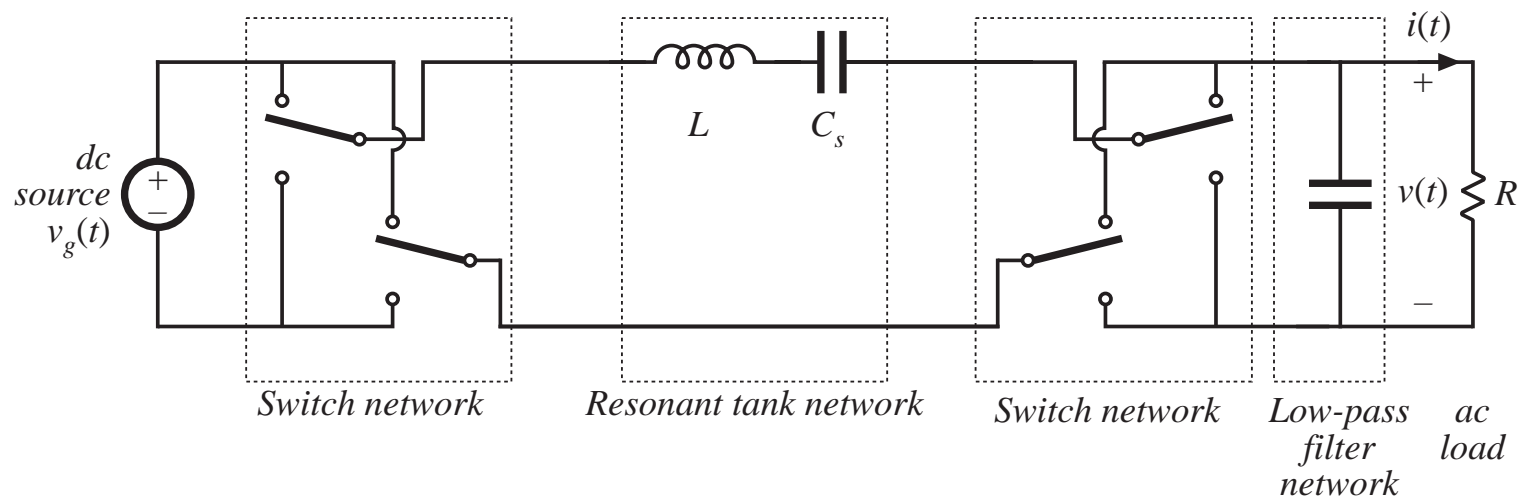 i(t)
L
C_s
+
dc
source
v_g(t)
+
–
v(t)
R
–
Switch network
Resonant tank network
Switch network
Low-pass
filter
network
ac
load